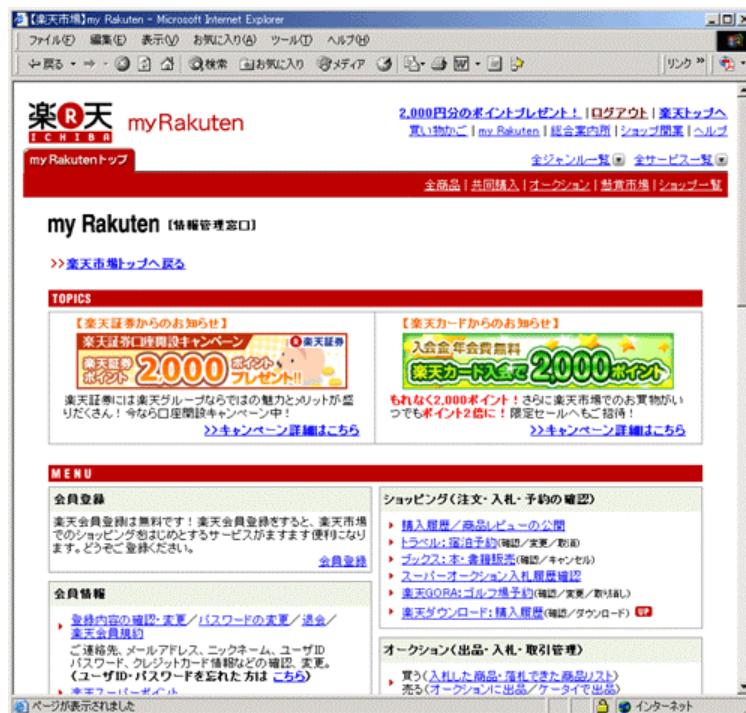 【楽天市場】my Rakuten - Microsoft Internet Explorer
ファイル(F) 編集(E) 表示(V) お気に入り(A) ツール(T) ヘルプ(H)
戻る 検索 お気に入り メディア リンク
楽R天 myRakuten
ICHIBA
2,000円分のポイントプレゼント! | ログアウト | 楽天トップへ
買い物かご | my Rakuten | 総合案内所 | ショップ開業 | ヘルプ
my Rakutenトップ
全ジャンル一覧 全サービス一覧
全商品 | 共同購入 | オークション | 懸賞市場 | ショップ一覧
my Rakuten [情報管理窓口]
>>楽天市場トップへ戻る
TOPICS
【楽天証券からのお知らせ】
楽天証券口座開設キャンペーン R楽天証券
楽天証券ポイント 2,000 ポイントプレゼント!!
楽天証券には楽天グループならではの魅力とメリットが盛
りだくさん!今なら口座開設キャンペーン中!
>>キャンペーン詳細はこちら
【楽天カードからのお知らせ】
入会金年会費無料
楽天カード入会で2,000ポイント
もれなく2,000ポイント!さらに楽天市場でのお買物がい
つでもポイント2倍に!限定セールへもご招待!
>>キャンペーン詳細はこちら
MENU
会員登録
楽天会員登録は無料です!楽天会員登録をすると、楽天市場
でのショッピングをはじめとするサービスがますます便利になり
ます。どうぞご登録ください。
会員登録
会員情報
登録内容の確認・変更/パスワードの変更/退会/
楽天会員規約
ご連絡先、メールアドレス、ニックネーム、ユーザID
パスワード、クレジットカード情報などの確認、変更。
(ユーザID・パスワードを忘れた方は こちら)
楽天スーパーポイント
ショッピング(注文・入札・予約の確認)
購入履歴/商品レビューの公開
トラベル:宿泊予約(確認/変更/取消)
ブックス:本・書籍販売(確認/キャンセル)
スーパーオークション入札履歴確認
楽天GORA:ゴルフ場予約(確認/変更/取り消し)
楽天ダウンロード:購入履歴(確認/ダウンロード) UP
オークション(出品・入札・取引管理)
買う(入札した商品・落札できた商品リスト)
売る(オークションに出品/ケータイで出品)
ページが表示されました
インターネット